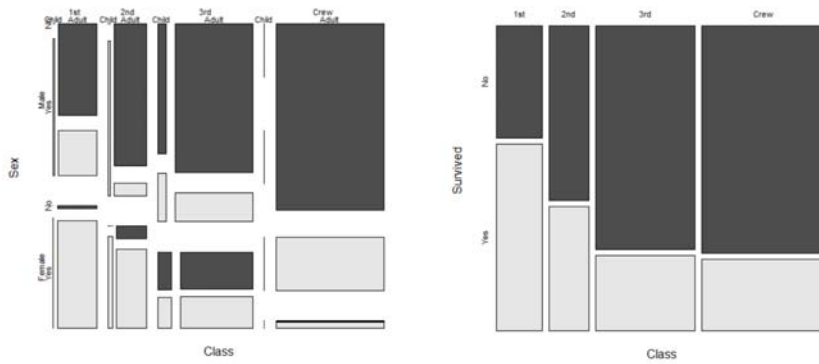 1st 2nd 3rd Crew
Child Adult Child Adult Child Adult Child Adult
No
Male
Yes
Sex
No
Female
Yes
Class
1st 2nd 3rd Crew
No
Survived
Yes
Class